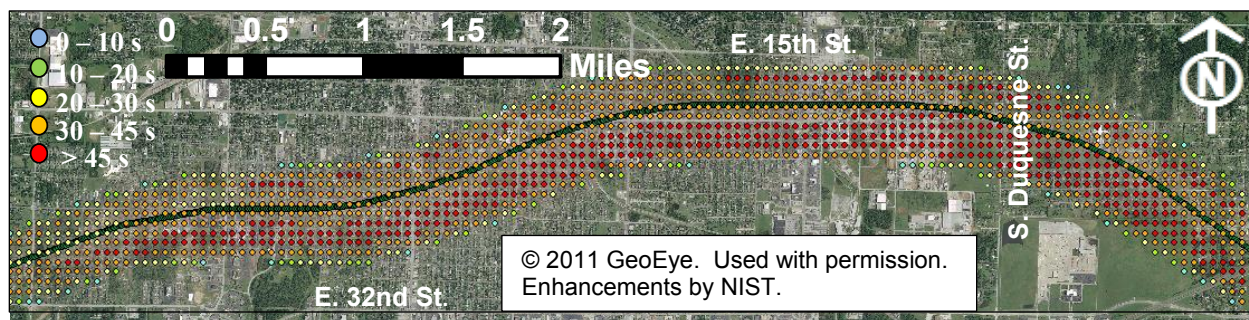 0 – 10 s
10 – 20 s
20 – 30 s
30 – 45 s
> 45 s
0 0.5 1 1.5 2
Miles
E. 15th St.
S. Duquesne St.
N
E. 32nd St.
© 2011 GeoEye. Used with permission.
Enhancements by NIST.